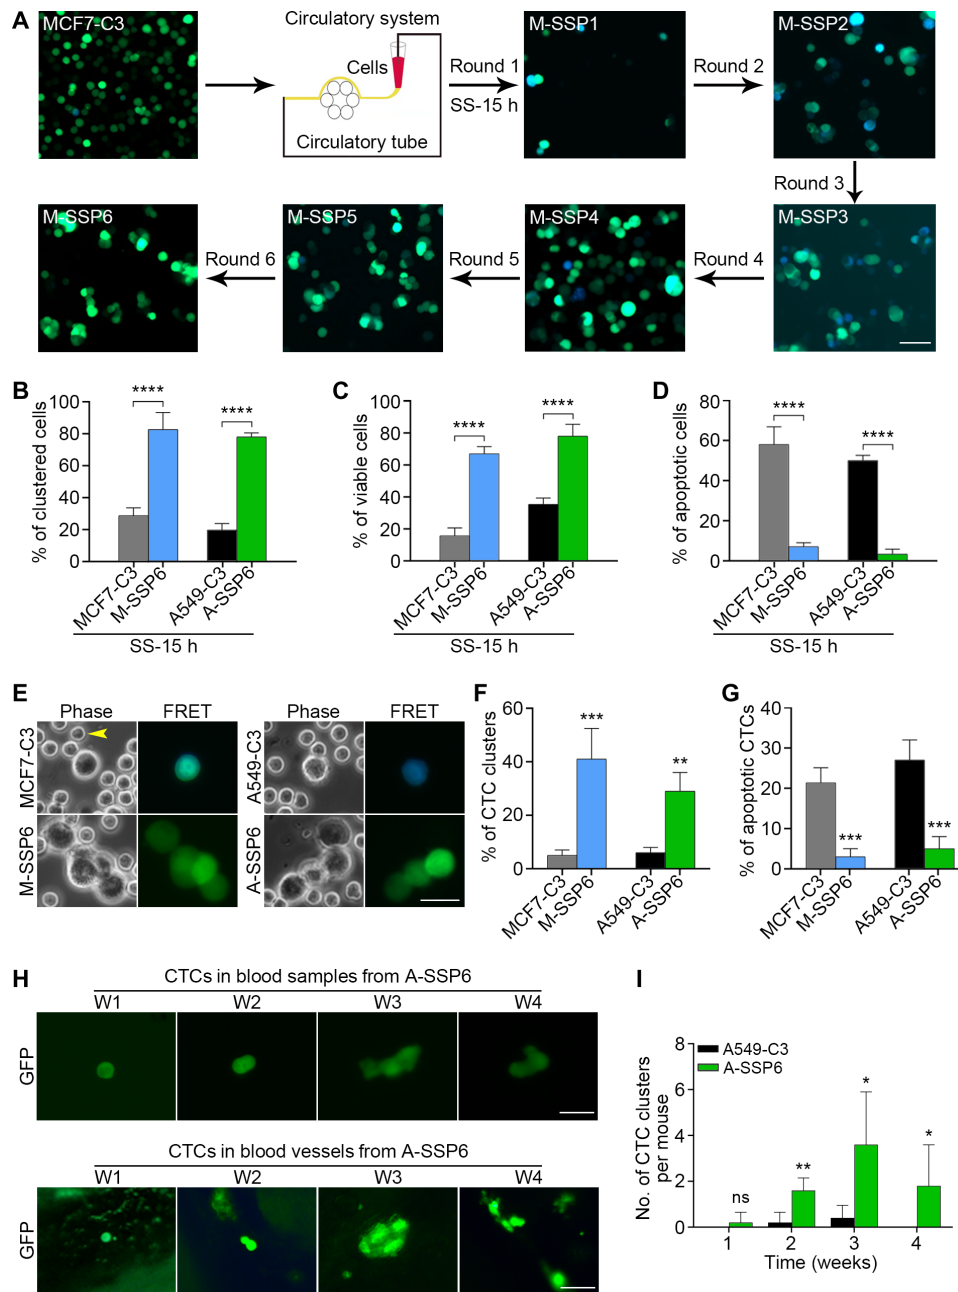 A
MCF7-C3
Circulatory system
Cells
Circulatory tube
Round 1
SS-15 h
M-SSP1
Round 2
M-SSP2
Round 3
M-SSP6
Round 6
M-SSP5
Round 5
M-SSP4
Round 4
M-SSP3
B
% of clustered cells
100
80
60
40
20
0
****
****
MCF7-C3
M-SSP6
A549-C3
A-SSP6
SS-15 h
C
% of viable cells
100
80
60
40
20
0
****
****
MCF7-C3
M-SSP6
A549-C3
A-SSP6
SS-15 h
D
% of apoptotic cells
80
60
40
20
0
****
****
MCF7-C3
M-SSP6
A549-C3
A-SSP6
SS-15 h
E
Phase
FRET
Phase
FRET
MCF7-C3
A549-C3
M-SSP6
A-SSP6
F
% of CTC clusters
60
40
20
0
***
**
MCF7-C3
M-SSP6
A549-C3
A-SSP6
G
% of apoptotic CTCs
40
30
20
10
0
***
***
MCF7-C3
M-SSP6
A549-C3
A-SSP6
H
CTCs in blood samples from A-SSP6
W1
W2
W3
W4
GFP
CTCs in blood vessels from A-SSP6
W1
W2
W3
W4
GFP
I
No. of CTC clusters
per mouse
8
6
4
2
0
A549-C3
A-SSP6
ns
**
*
*
1
2
3
4
Time (weeks)